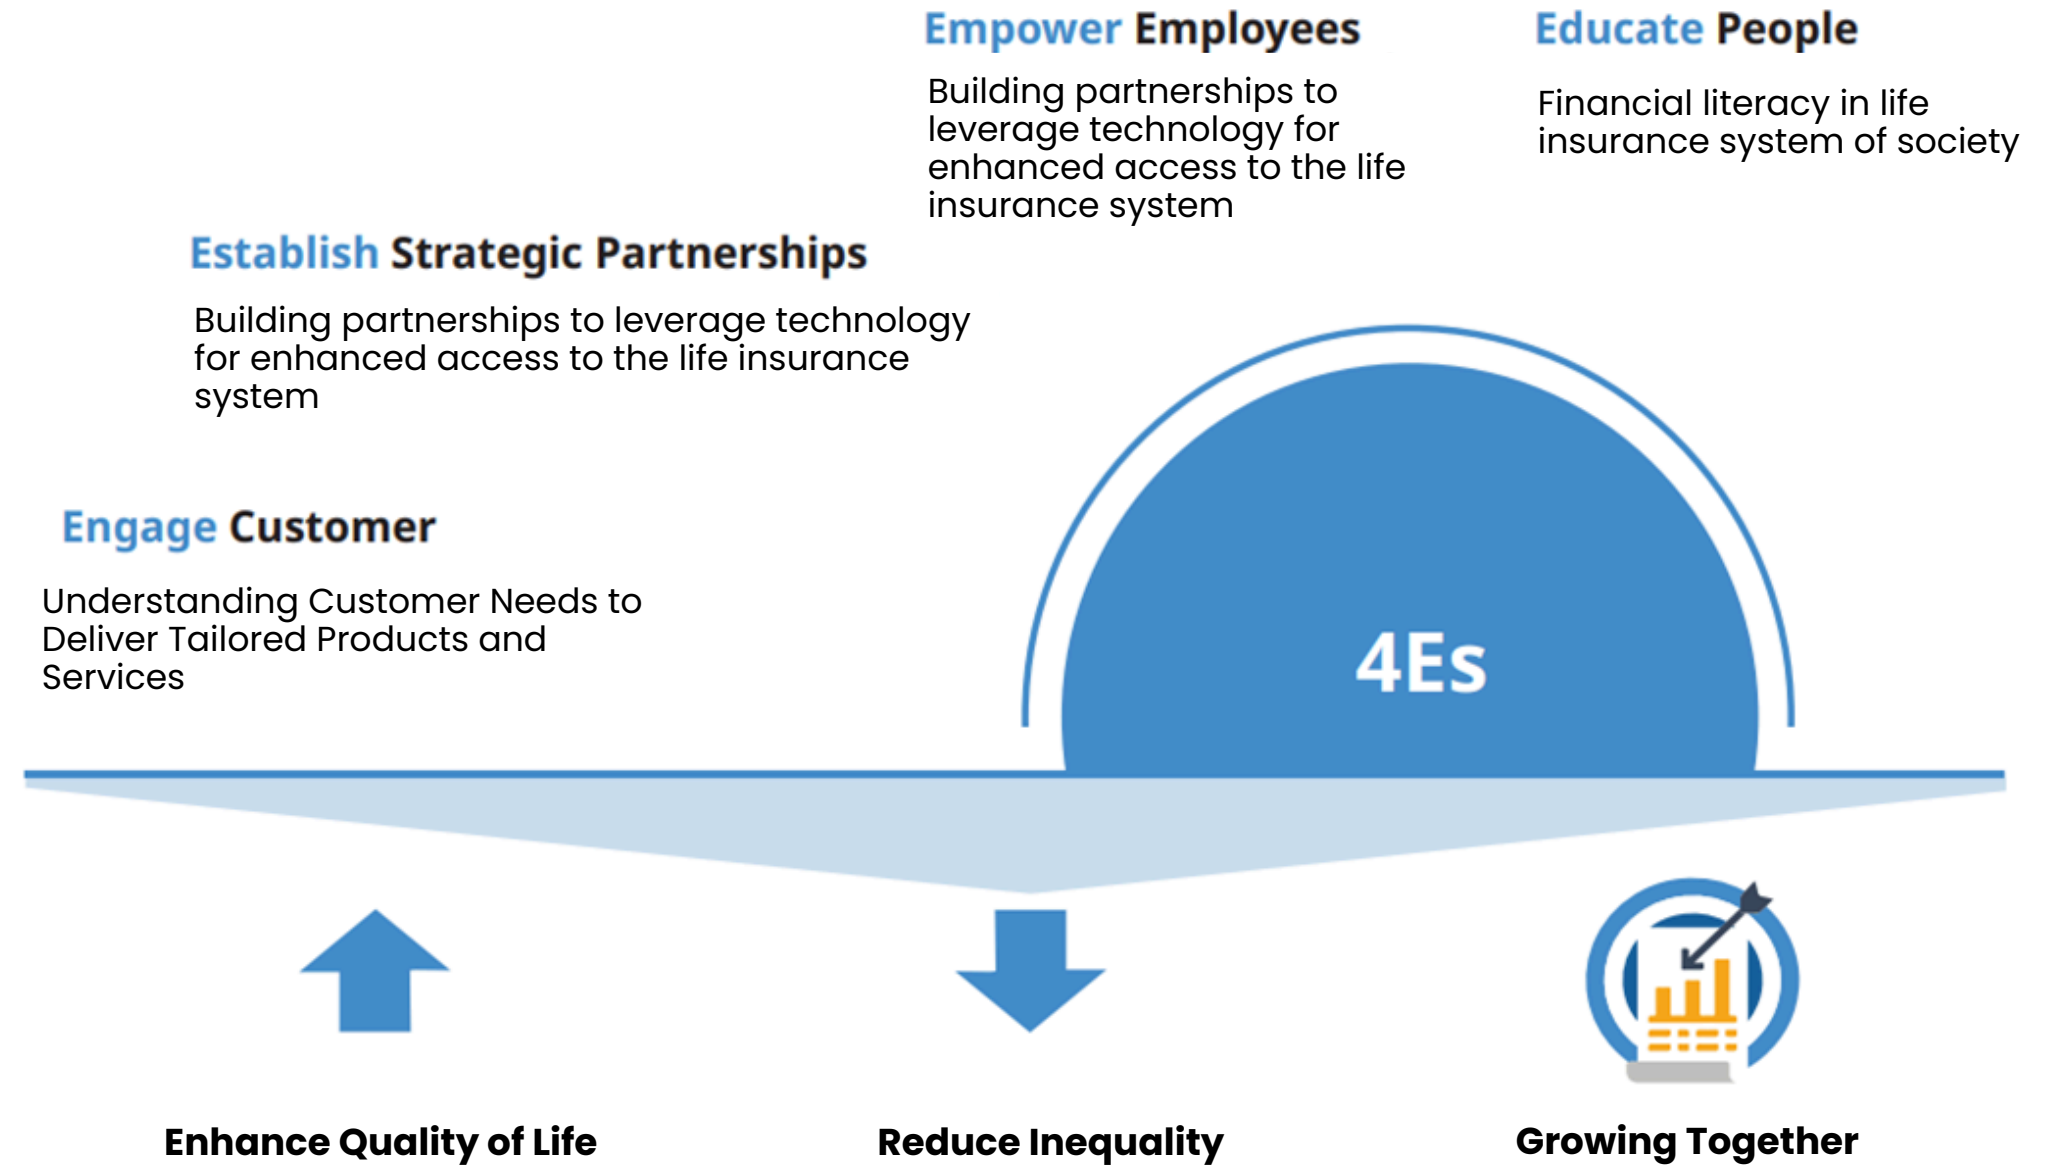 Empower Employees
Building partnerships to
leverage technology for
enhanced access to the life
insurance system
Educate People
Financial literacy in life
insurance system of society
Establish Strategic Partnerships
Building partnerships to leverage technology
for enhanced access to the life insurance
system
Engage Customer
Understanding Customer Needs to
Deliver Tailored Products and
Services
4Es
Enhance Quality of Life
Reduce Inequality
Growing Together